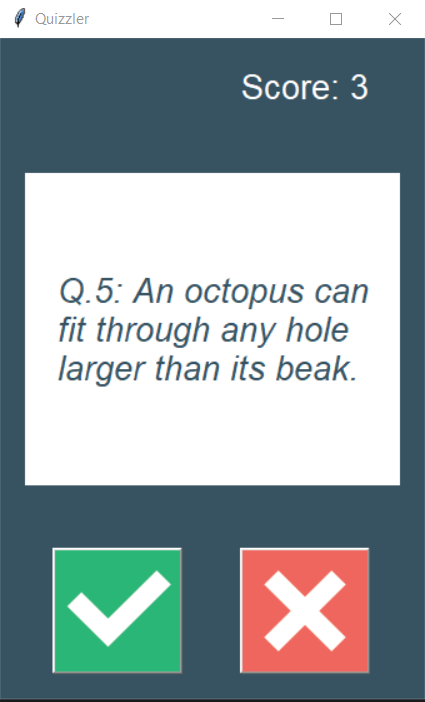 Quizzler
Score: 3
Q.5: An octopus can
fit through any hole
larger than its beak.